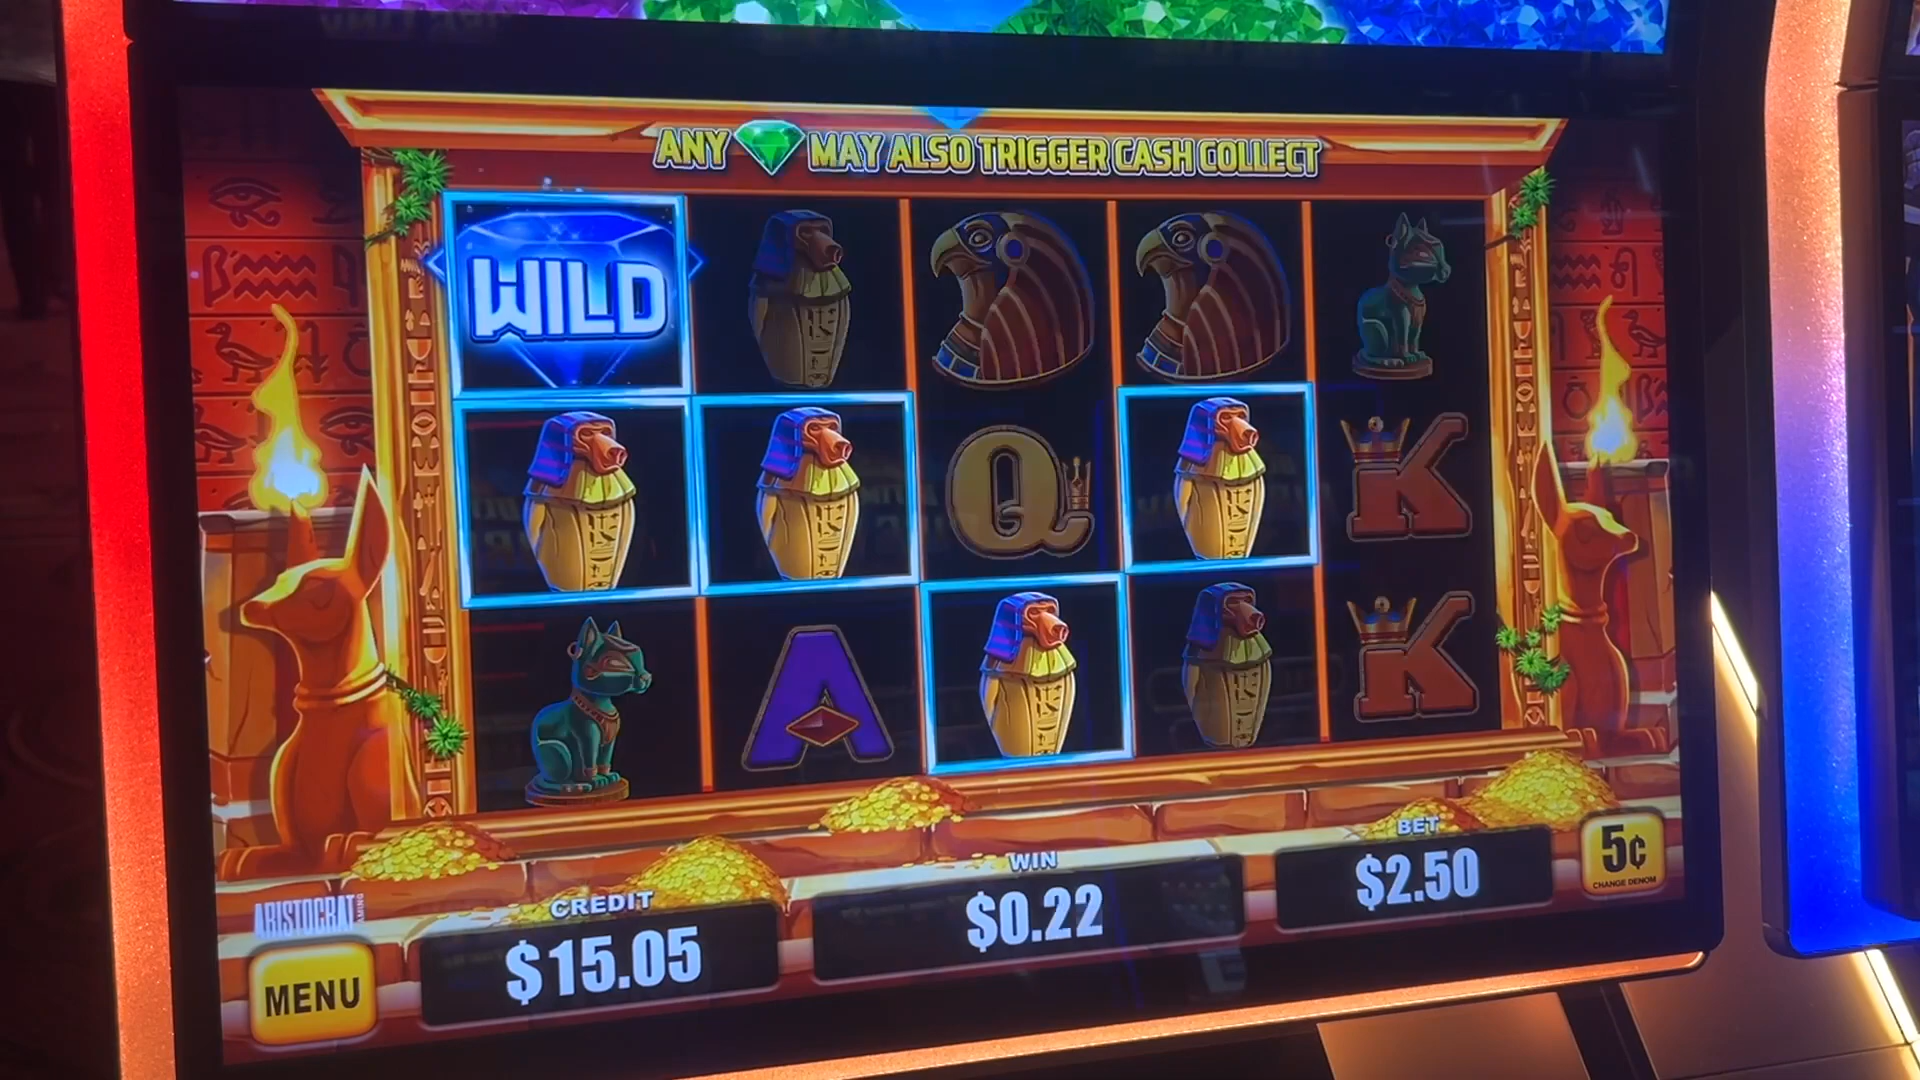 ANY MAY ALSO TRIGGER CASH COLLECT
WILD
Q
K
A
K
CREDIT
$15.05
WIN
$0.22
BET
$2.50
5¢
CHANGE DENOM
ARISTOCRAT
MENU